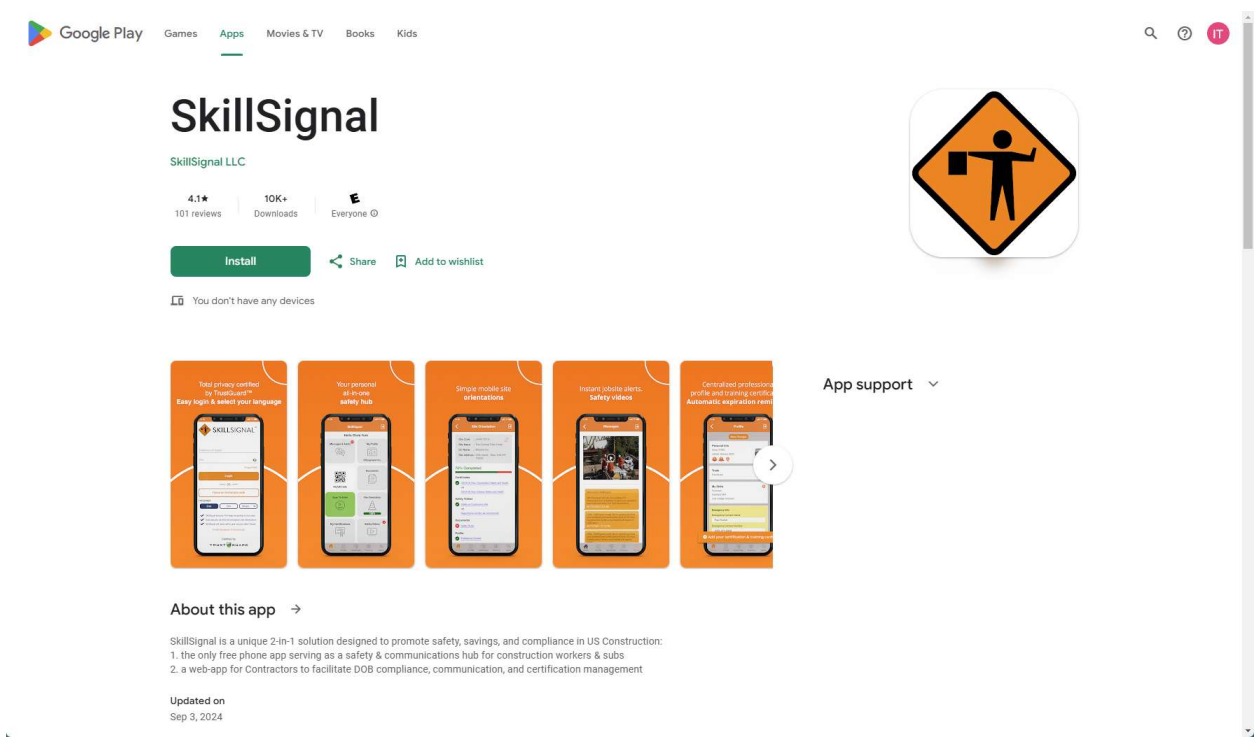 Google Play Games Apps Movies & TV Books Kids IT
SkillSignal
SkillSignal LLC
4.1★ 10K+ E
101 reviews Downloads Everyone
Install Share Add to wishlist
You don't have any devices
Total privacy certified
by TrustGuard™
Easy login & select your language
SKILLSIGNAL
Your personal
all-in-one
safety hub
Simple mobile site
orientations
Instant jobsite alerts.
Safety videos
Centralized professiona
profile and training certifica
Automatic expiration remi
App support
About this app
SkillSignal is a unique 2-in-1 solution designed to promote safety, savings, and compliance in US Construction:
1. the only free phone app serving as a safety & communications hub for construction workers & subs
2. a web-app for Contractors to facilitate DOB compliance, communication, and certification management
Updated on
Sep 3, 2024